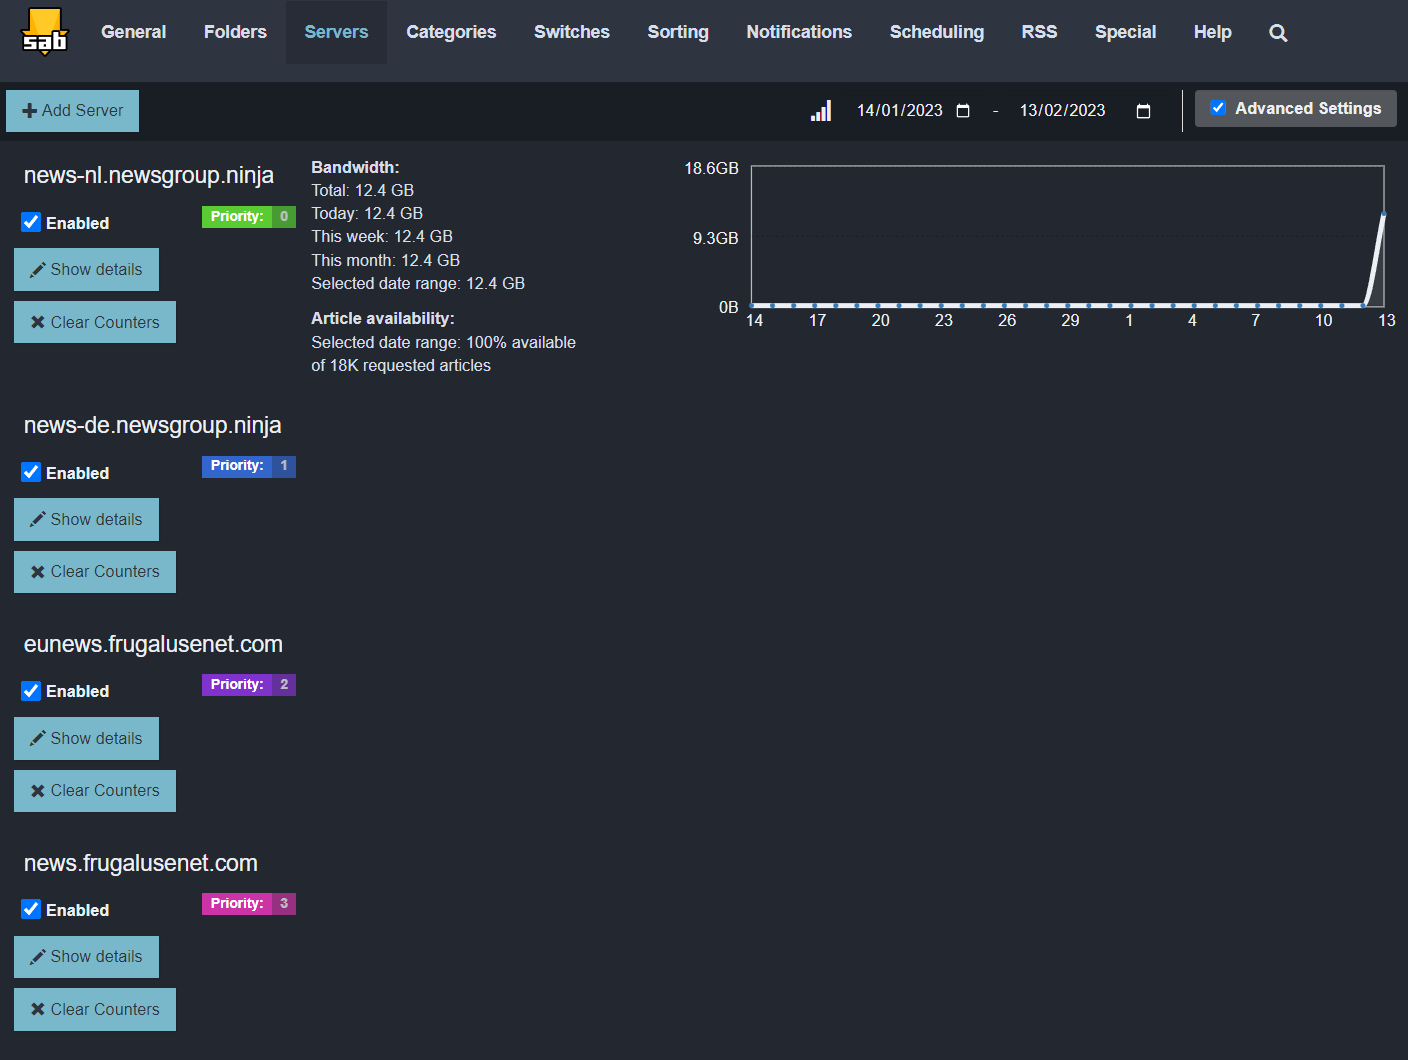 sab General Folders Servers Categories Switches Sorting Notifications Scheduling RSS Special Help
Add Server 14/01/2023 - 13/02/2023 Advanced Settings
news-nl.newsgroup.ninja
Enabled Priority: 0
Show details
Clear Counters
Bandwidth:
Total: 12.4 GB
Today: 12.4 GB
This week: 12.4 GB
This month: 12.4 GB
Selected date range: 12.4 GB
Article availability:
Selected date range: 100% available
of 18K requested articles
18.6GB
9.3GB
0B
14 17 20 23 26 29 1 4 7 10 13
news-de.newsgroup.ninja
Enabled Priority: 1
Show details
Clear Counters
eunews.frugalusenet.com
Enabled Priority: 2
Show details
Clear Counters
news.frugalusenet.com
Enabled Priority: 3
Show details
Clear Counters